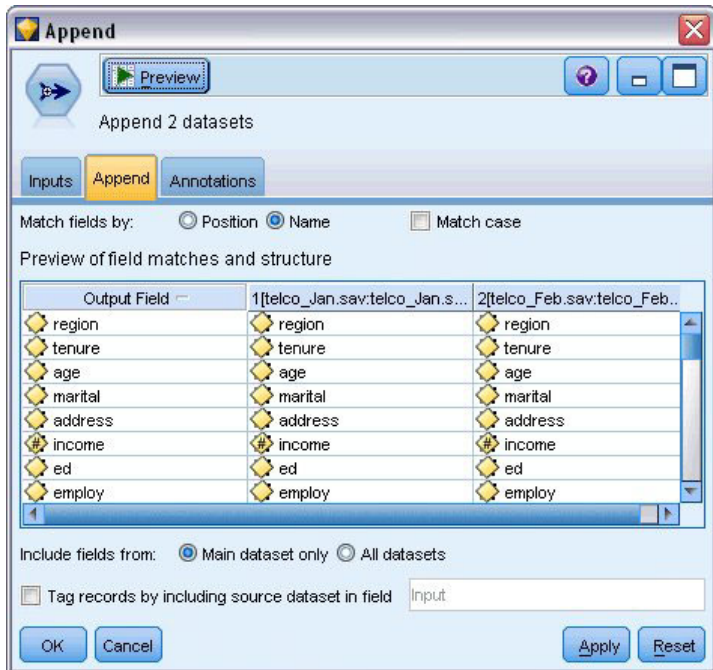 Append
Preview
Append 2 datasets
Inputs Append Annotations
Match fields by: Position Name Match case
Preview of field matches and structure
Output Field 1[telco_Jan.sav:telco_Jan.s... 2[telco_Feb.sav:telco_Feb..
region region region
tenure tenure tenure
age age age
marital marital marital
address address address
# income # income # income
ed ed ed
employ employ employ
Include fields from: Main dataset only All datasets
Tag records by including source dataset in field Input
OK Cancel Apply Reset